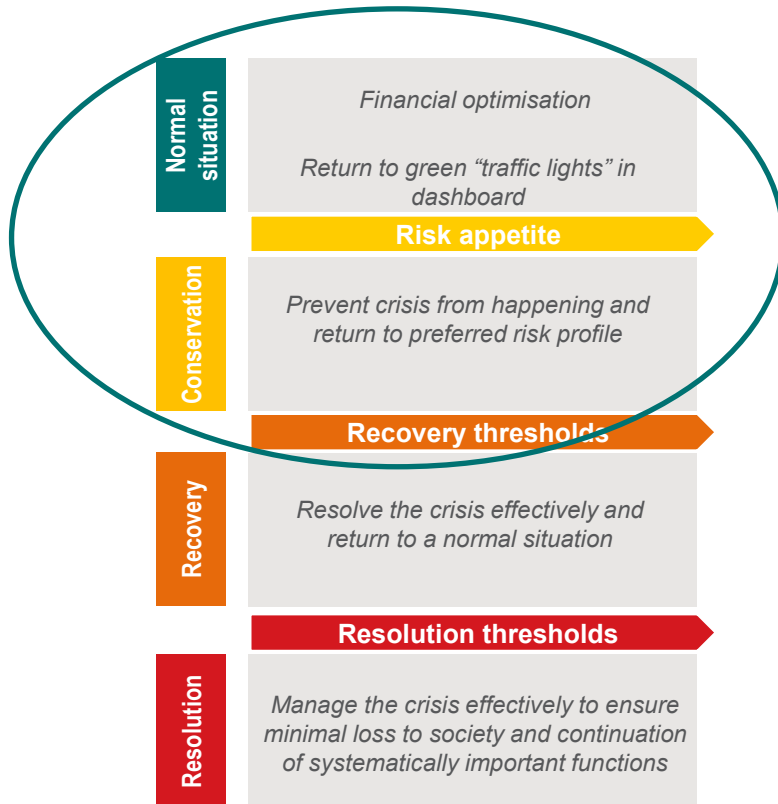 Normal
situation
Financial optimisation
Return to green “traffic lights” in
dashboard
Risk appetite
Conservation
Prevent crisis from happening and
return to preferred risk profile
Recovery thresholds
Recovery
Resolve the crisis effectively and
return to a normal situation
Resolution thresholds
Resolution
Manage the crisis effectively to ensure
minimal loss to society and continuation
of systematically important functions